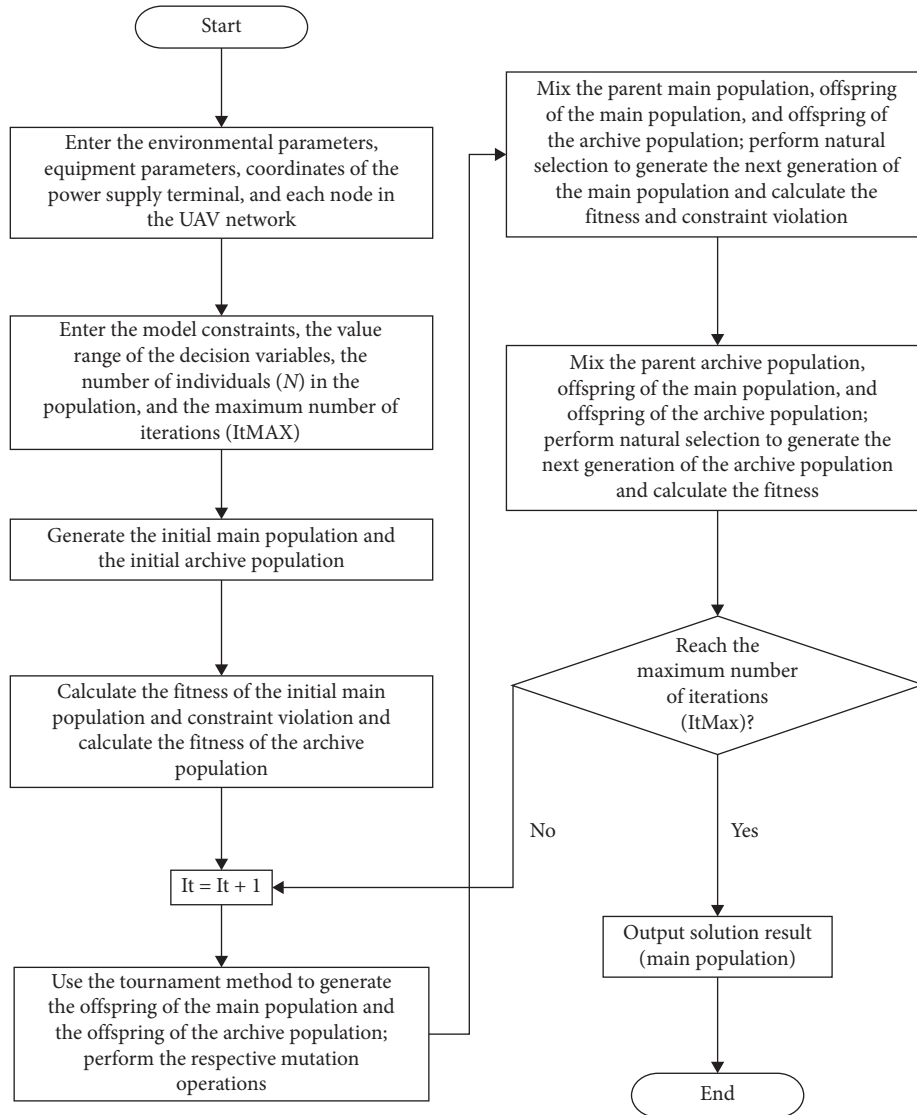 Start
Enter the environmental parameters,
equipment parameters, coordinates of the
power supply terminal, and each node in
the UAV network
Enter the model constraints, the value
range of the decision variables, the
number of individuals (N) in the
population, and the maximum number of
iterations (ItMAX)
Generate the initial main population and
the initial archive population
Calculate the fitness of the initial main
population and constraint violation and
calculate the fitness of the archive
population
It = It + 1
Use the tournament method to generate
the offspring of the main population and
the offspring of the archive population;
perform the respective mutation
operations
Mix the parent main population, offspring
of the main population, and offspring of
the archive population; perform natural
selection to generate the next generation of
the main population and calculate the
fitness and constraint violation
Mix the parent archive population,
offspring of the main population, and
offspring of the archive population;
perform natural selection to generate the
next generation of the archive population
and calculate the fitness
Reach the
maximum number
of iterations
(ItMax)?
No
Yes
Output solution result
(main population)
End